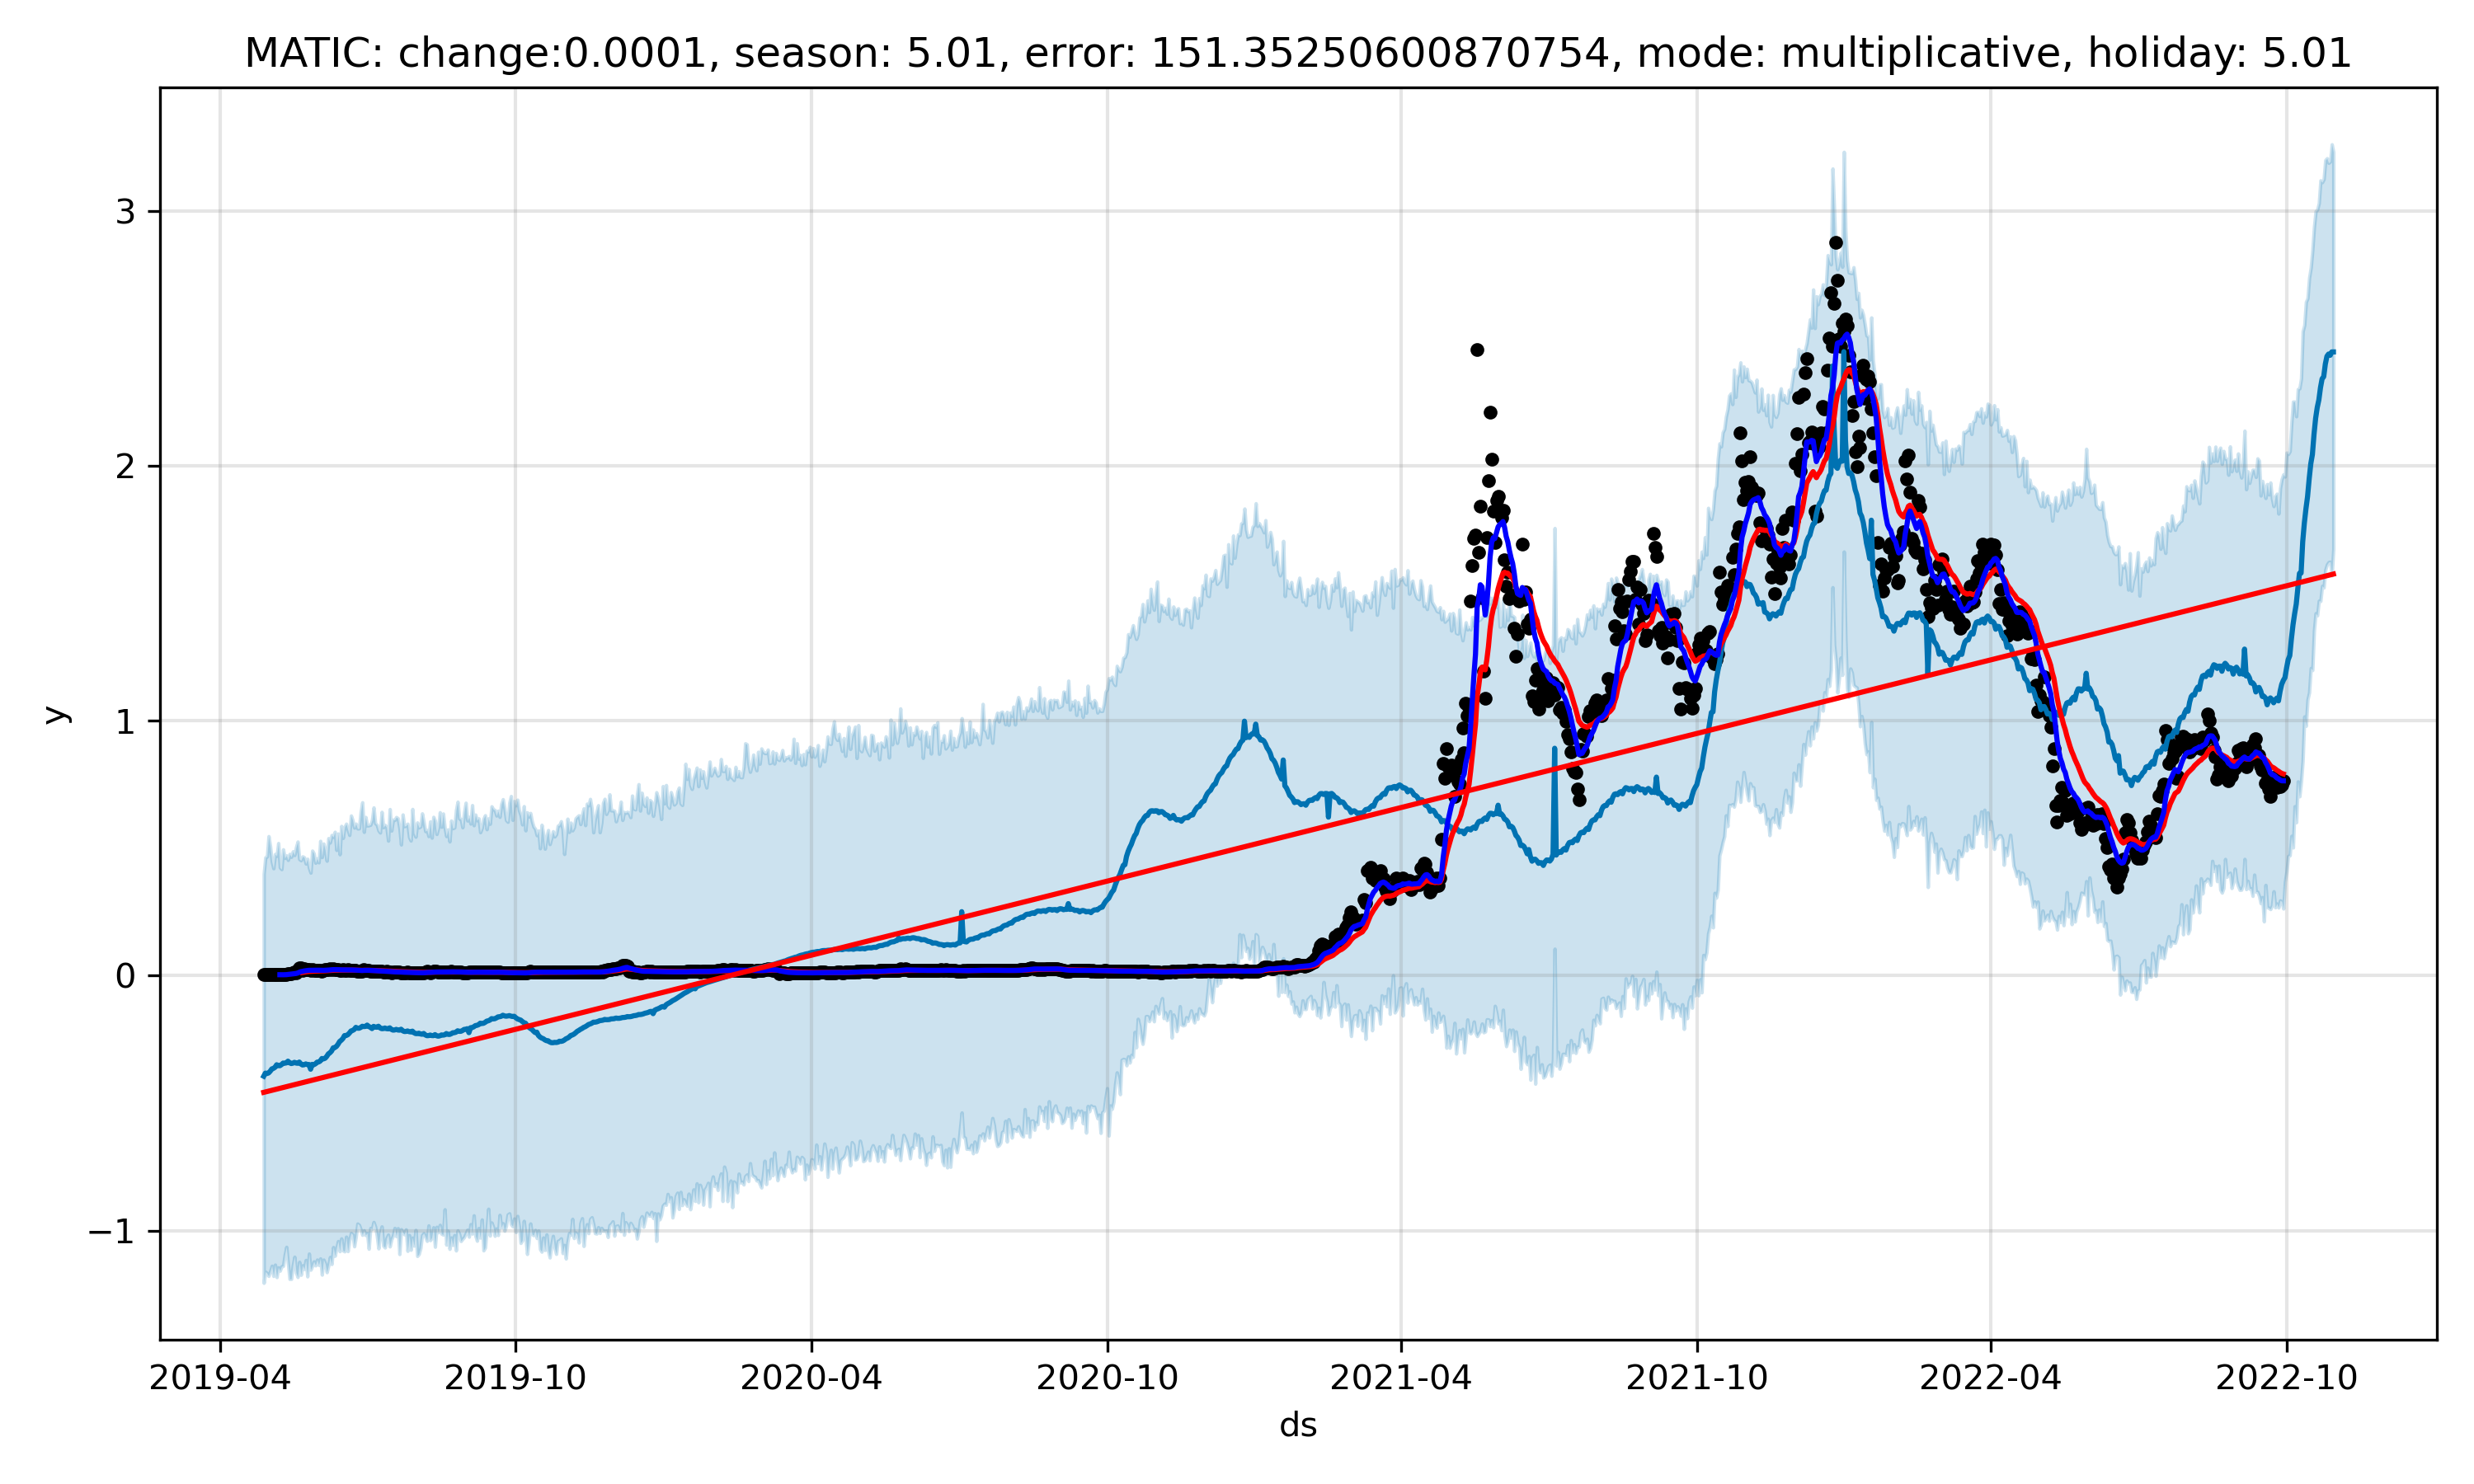 MATIC: change:0.0001, season: 5.01, error: 151.35250600870754, mode: multiplicative, holiday: 5.01
3
2
1
0
−1
y
2019-04 2019-10 2020-04 2020-10 2021-04 2021-10 2022-04 2022-10
ds